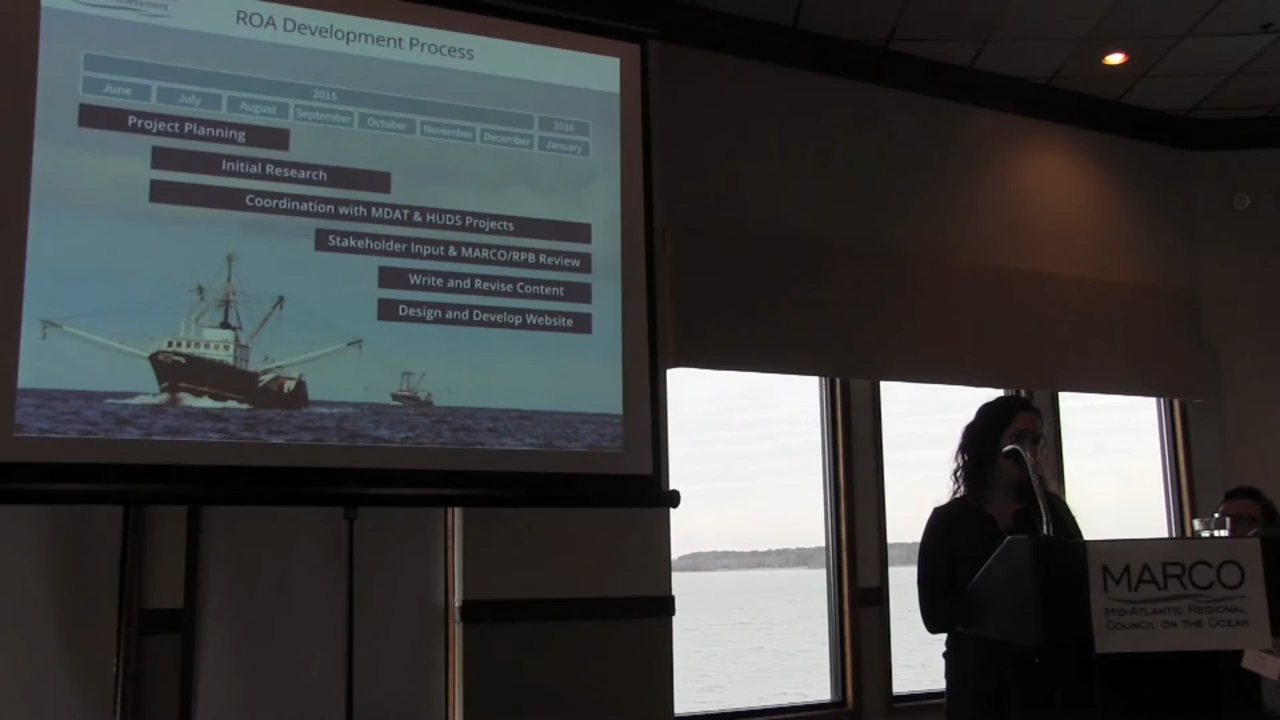 ROA Development Process
2015
2016
June
July
August
September
October
November
December
January
Project Planning
Initial Research
Coordination with MDAT & HUDS Projects
Stakeholder Input & MARCO/RPB Review
Write and Revise Content
Design and Develop Website
MARCO
MID-ATLANTIC REGIONAL
COUNCIL ON THE OCEAN